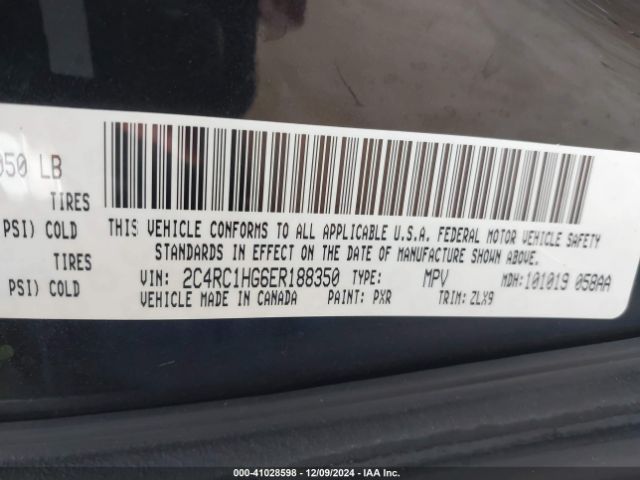 050 LB
TIRES
PSI) COLD
THIS VEHICLE CONFORMS TO ALL APPLICABLE U.S.A. FEDERAL MOTOR VEHICLE SAFETY
STANDARDS IN EFFECT ON THE DATE OF MANUFACTURE SHOWN ABOVE.
TIRES
VIN: 2C4RC1HG6ER188350 TYPE: MPV MDH:101019 058AA
PSI) COLD
VEHICLE MADE IN CANADA PAINT: PXR TRIM: ZLX9
000-41028598 - 12/09/2024 - IAA Inc.